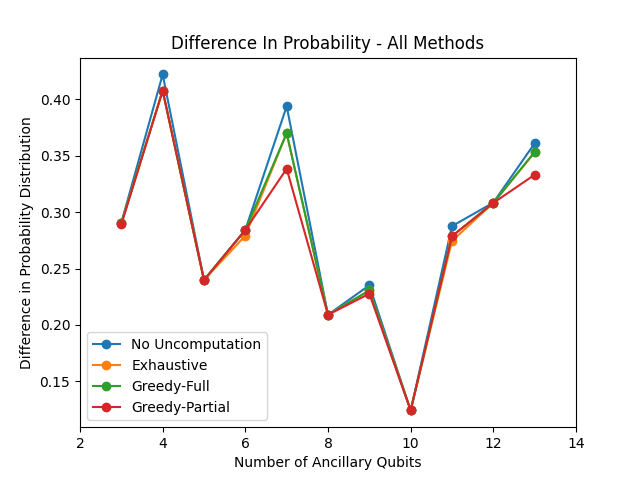 Difference In Probability - All Methods
Difference in Probability Distribution
0.40
0.35
0.30
0.25
0.20
0.15
No Uncomputation
Exhaustive
Greedy-Full
Greedy-Partial
2 4 6 8 10 12 14
Number of Ancillary Qubits